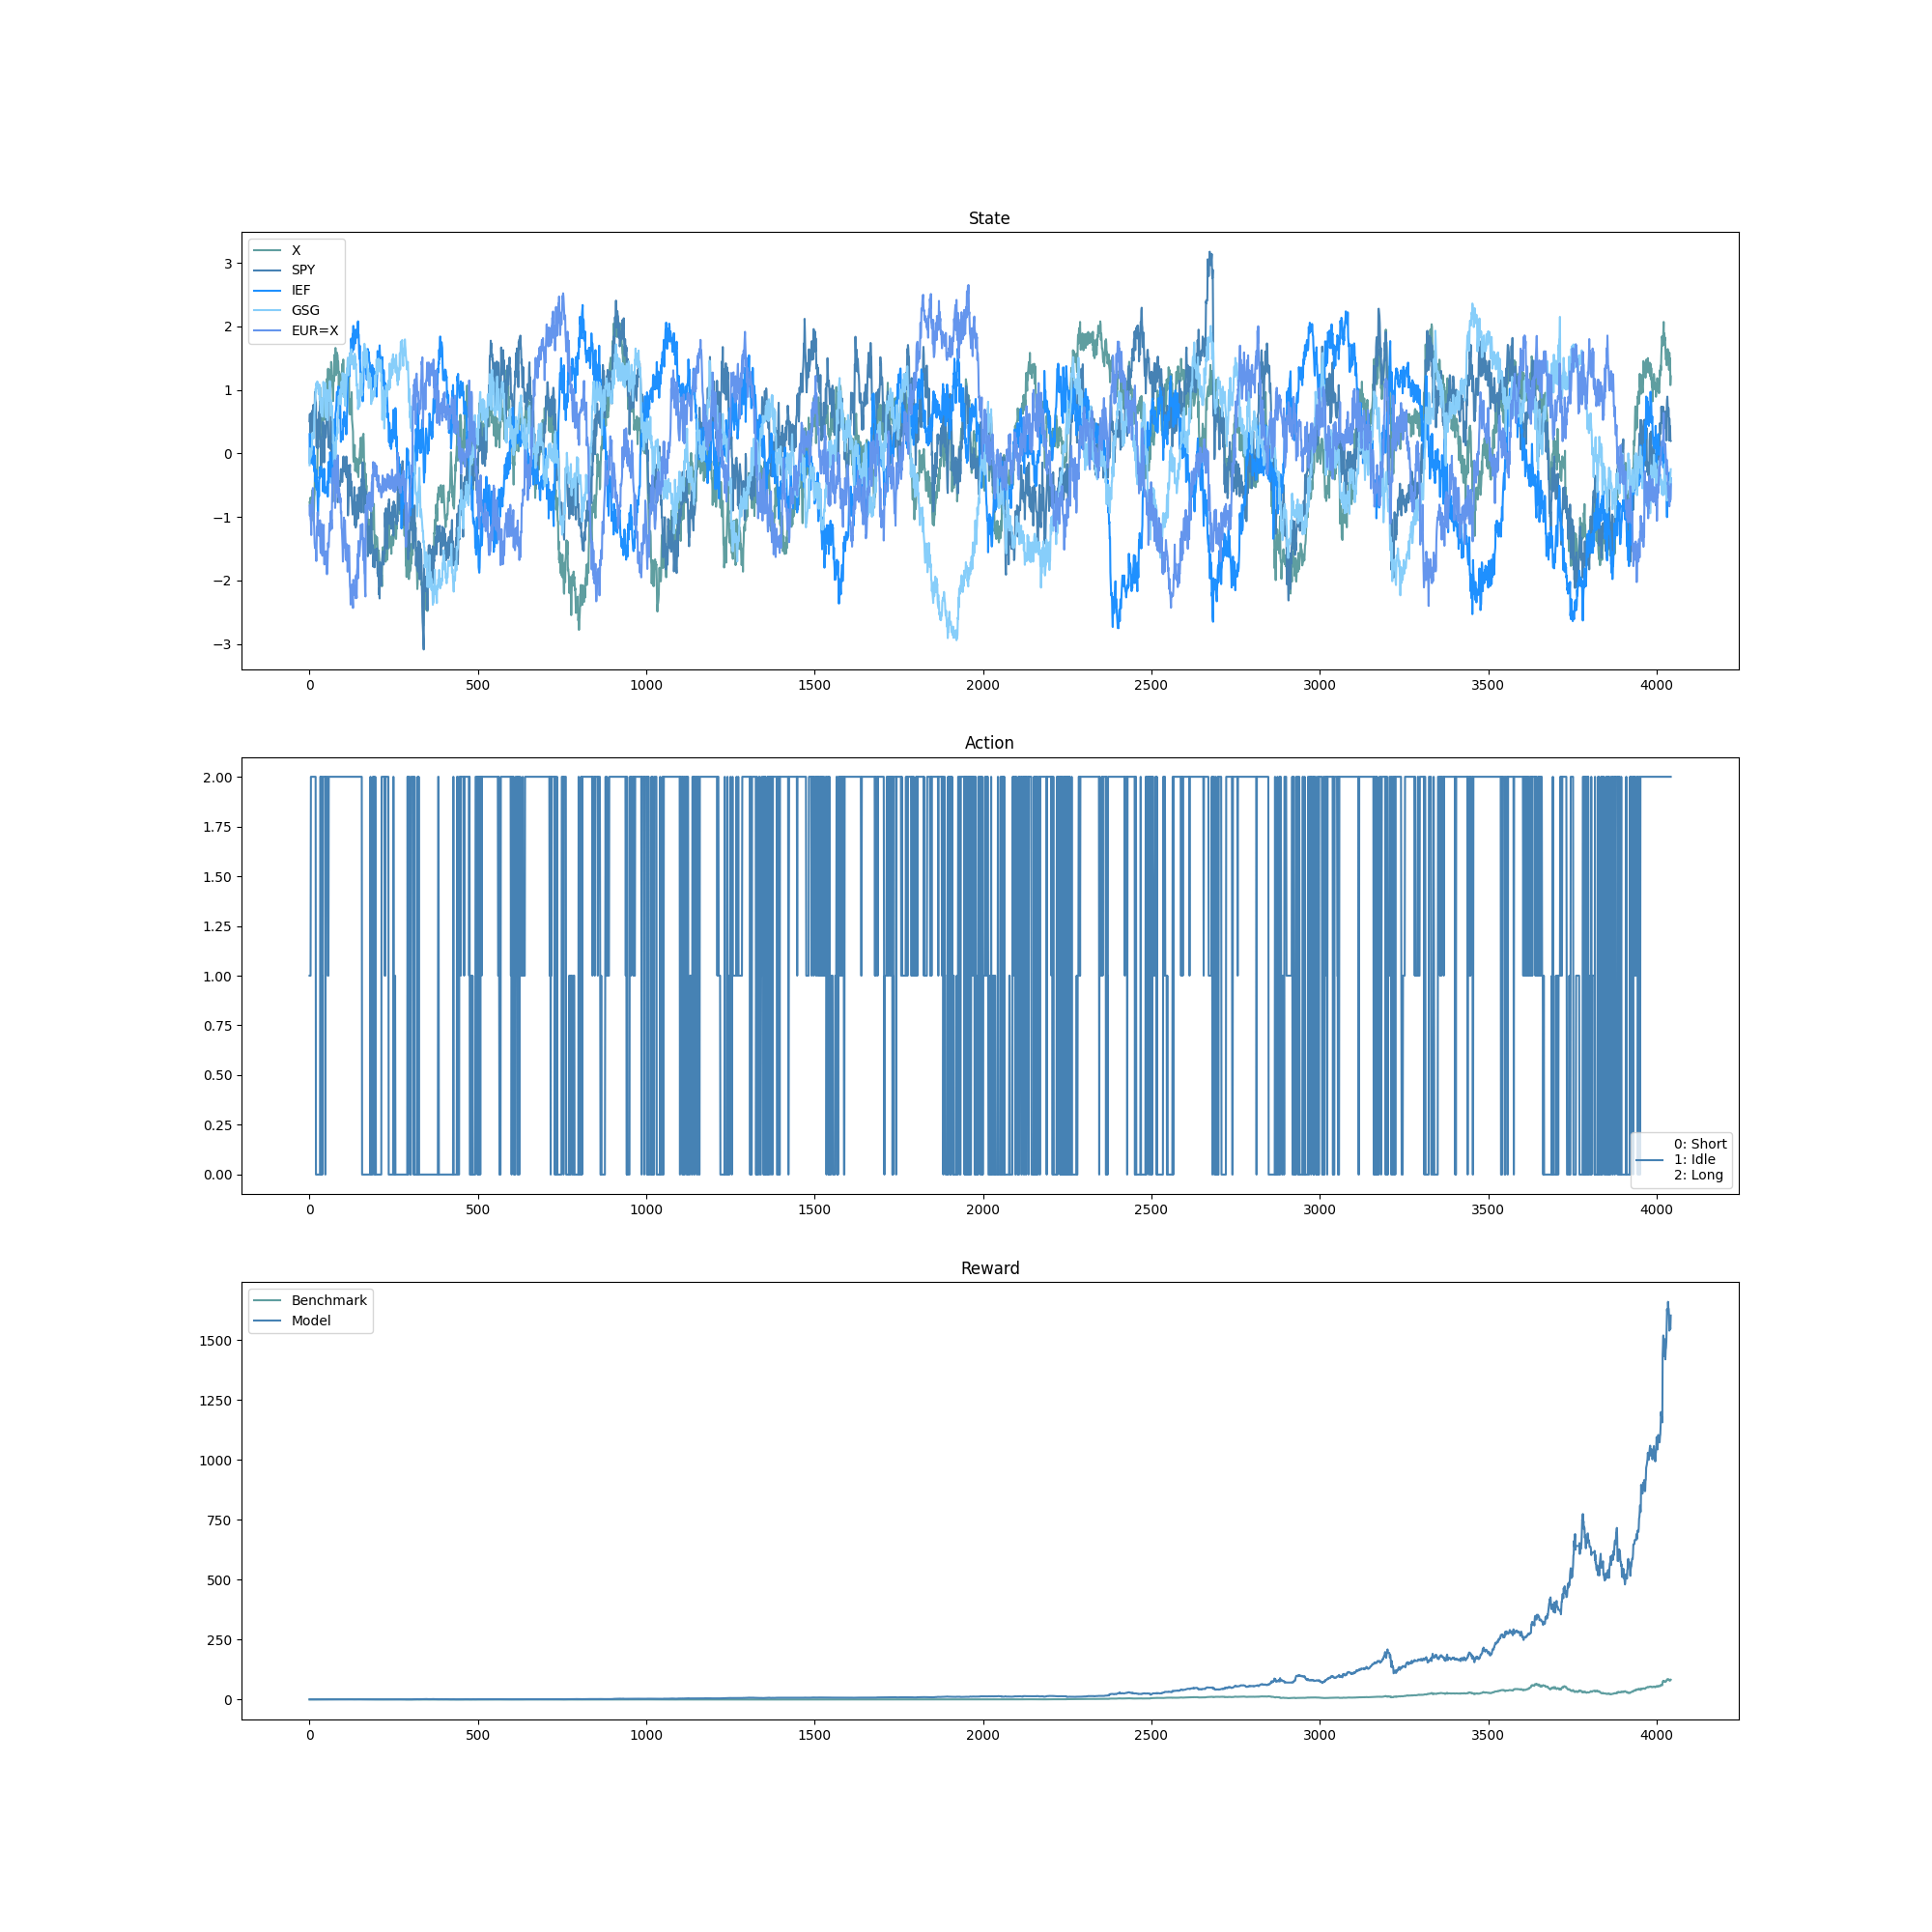 State
X
SPY
IEF
GSG
EUR=X
3
2
1
0
−1
−2
−3
0 500 1000 1500 2000 2500 3000 3500 4000
Action
2.00
1.75
1.50
1.25
1.00
0.75
0.50
0.25
0.00
0: Short
1: Idle
2: Long
0 500 1000 1500 2000 2500 3000 3500 4000
Reward
Benchmark
Model
1500
1250
1000
750
500
250
0
0 500 1000 1500 2000 2500 3000 3500 4000